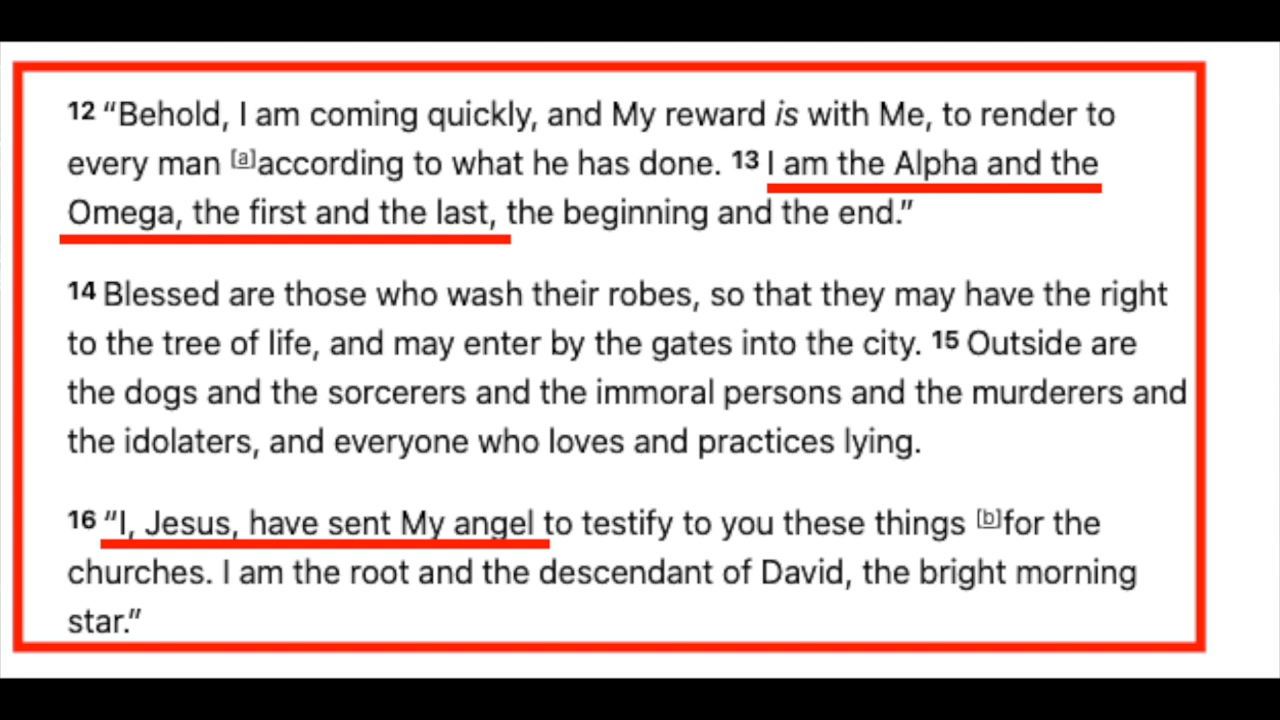 12 “Behold, I am coming quickly, and My reward is with Me, to render to
every man [a]according to what he has done. 13 I am the Alpha and the
Omega, the first and the last, the beginning and the end.”
14 Blessed are those who wash their robes, so that they may have the right
to the tree of life, and may enter by the gates into the city. 15 Outside are
the dogs and the sorcerers and the immoral persons and the murderers and
the idolaters, and everyone who loves and practices lying.
16 “I, Jesus, have sent My angel to testify to you these things [b]for the
churches. I am the root and the descendant of David, the bright morning
star.”